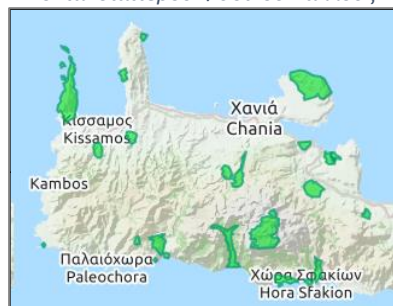 Χανιά
Chania
Κίσσαμος
Kissamos
Kambos
Παλαιόχωρα
Paleochora
Χώρα Σφακίων
Hora Sfakion